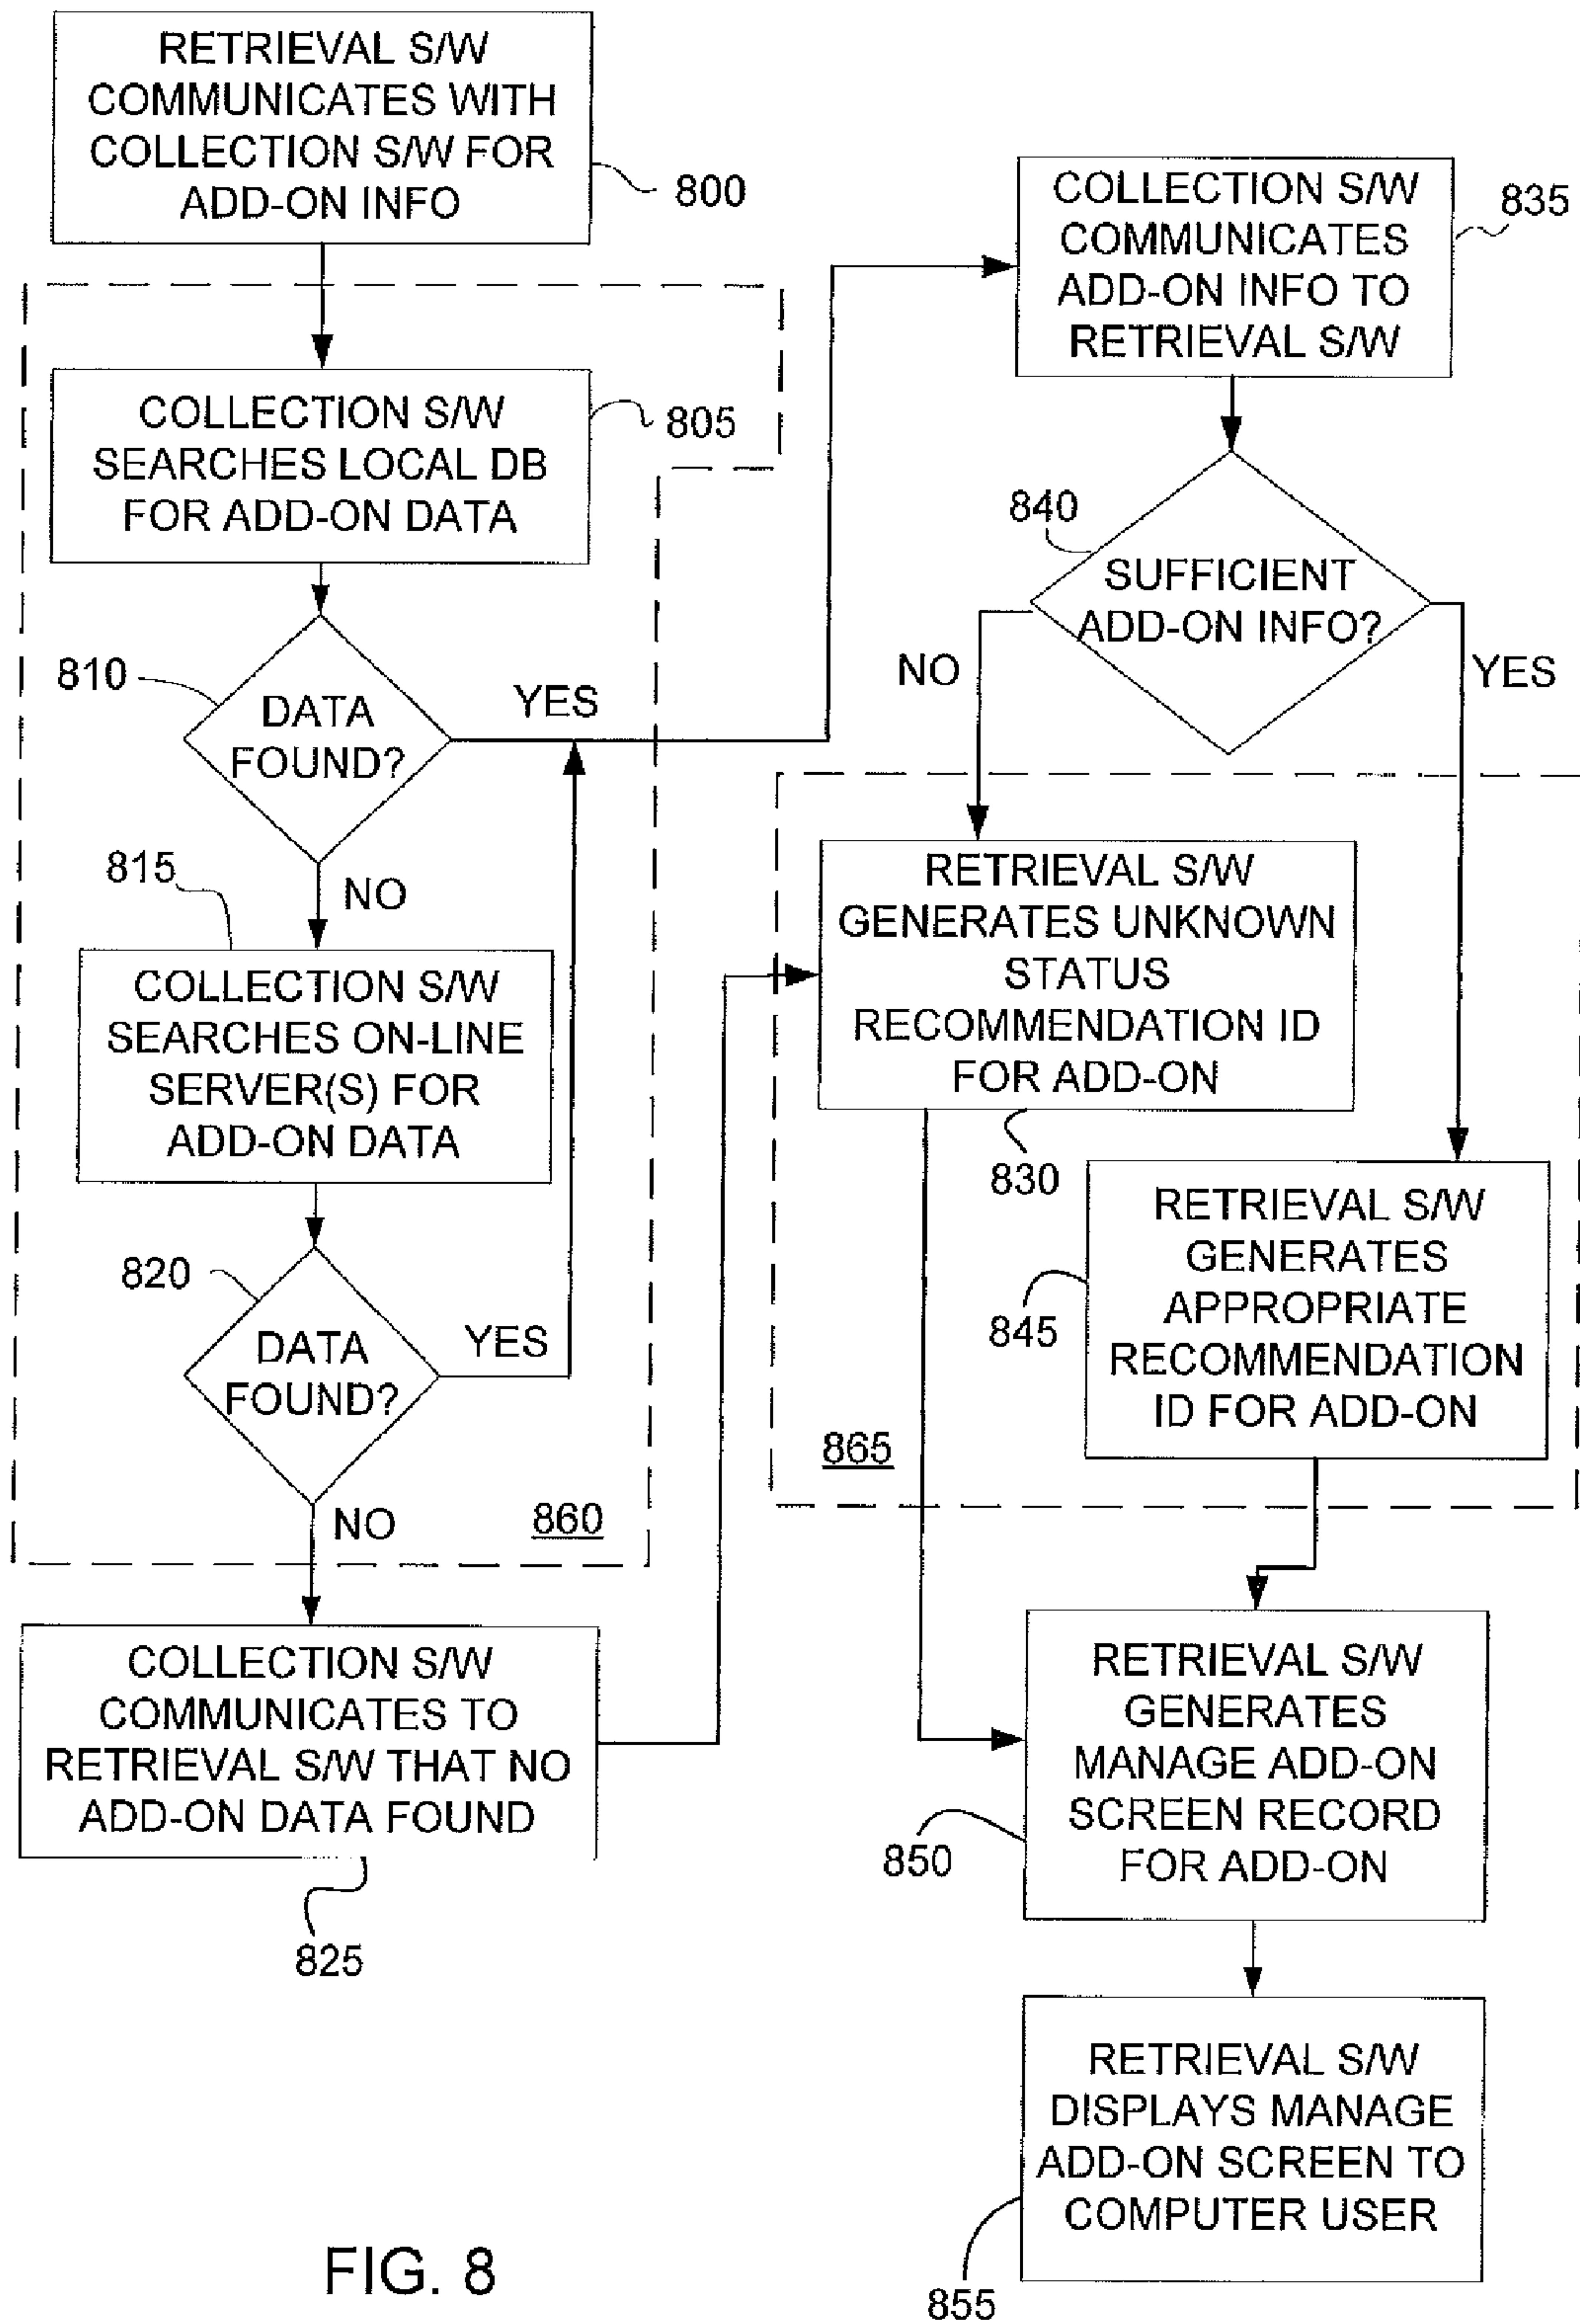 RETRIEVAL S/W
COMMUNICATES WITH
COLLECTION S/W FOR
ADD-ON INFO
800
COLLECTION S/W
SEARCHES LOCAL DB
FOR ADD-ON DATA
805
810
DATA
FOUND?
YES
NO
815
COLLECTION S/W
SEARCHES ON-LINE
SERVER(S) FOR
ADD-ON DATA
820
DATA
FOUND?
YES
NO
860
COLLECTION S/W
COMMUNICATES TO
RETRIEVAL S/W THAT NO
ADD-ON DATA FOUND
825
COLLECTION S/W
COMMUNICATES
ADD-ON INFO TO
RETRIEVAL S/W
835
840
SUFFICIENT
ADD-ON INFO?
NO
YES
RETRIEVAL S/W
GENERATES UNKNOWN
STATUS
RECOMMENDATION ID
FOR ADD-ON
830
RETRIEVAL S/W
GENERATES
APPROPRIATE
RECOMMENDATION
ID FOR ADD-ON
845
865
RETRIEVAL S/W
GENERATES
MANAGE ADD-ON
SCREEN RECORD
FOR ADD-ON
850
RETRIEVAL S/W
DISPLAYS MANAGE
ADD-ON SCREEN TO
COMPUTER USER
855
FIG. 8